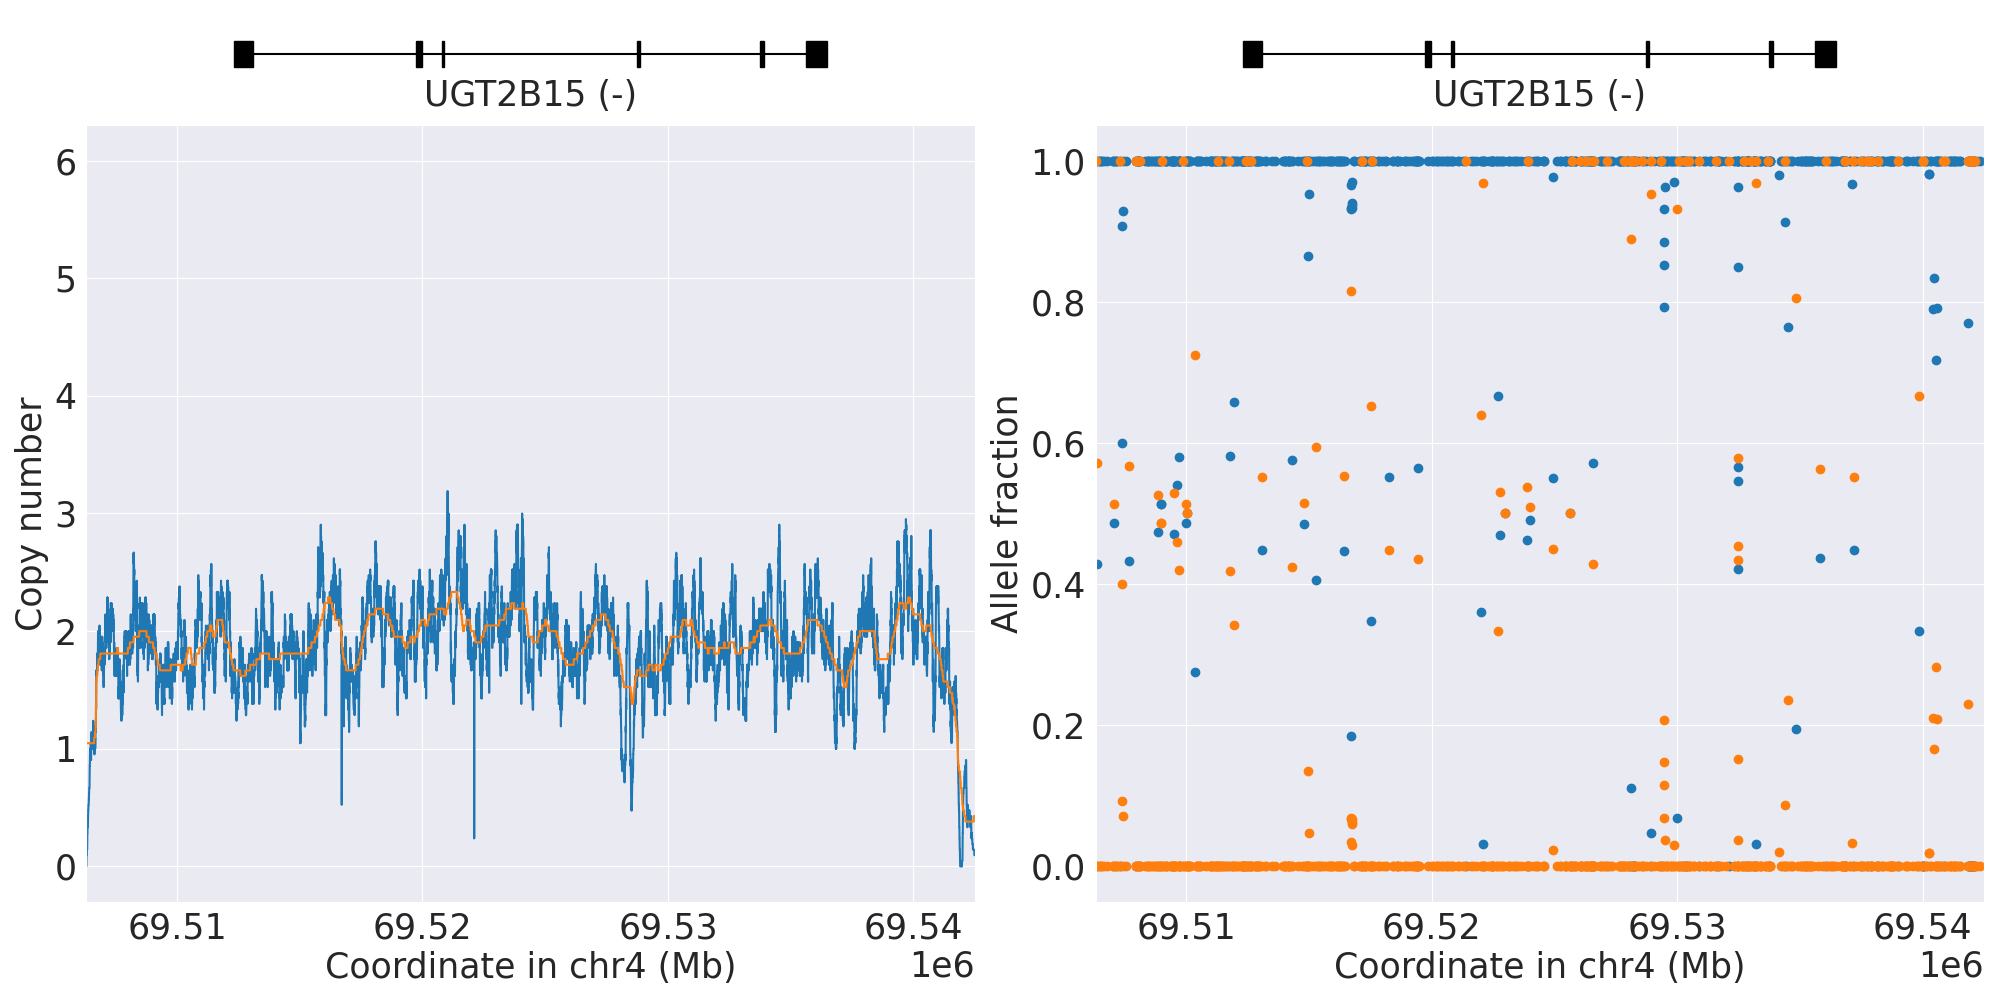 UGT2B15 (-)
Copy number
6
5
4
3
2
1
0
69.51 69.52 69.53 69.54
Coordinate in chr4 (Mb) 1e6
UGT2B15 (-)
Allele fraction
1.0
0.8
0.6
0.4
0.2
0.0
69.51 69.52 69.53 69.54
Coordinate in chr4 (Mb) 1e6